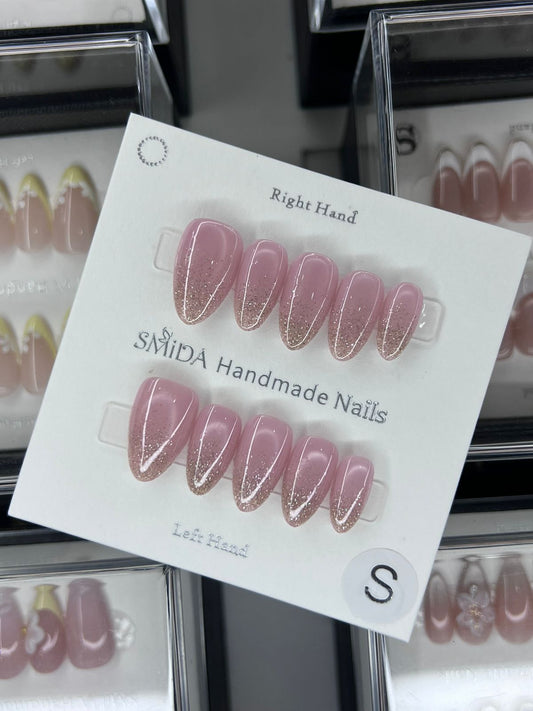 Right Hand
SMiDA Handmade Nails
Left Hand
S
S